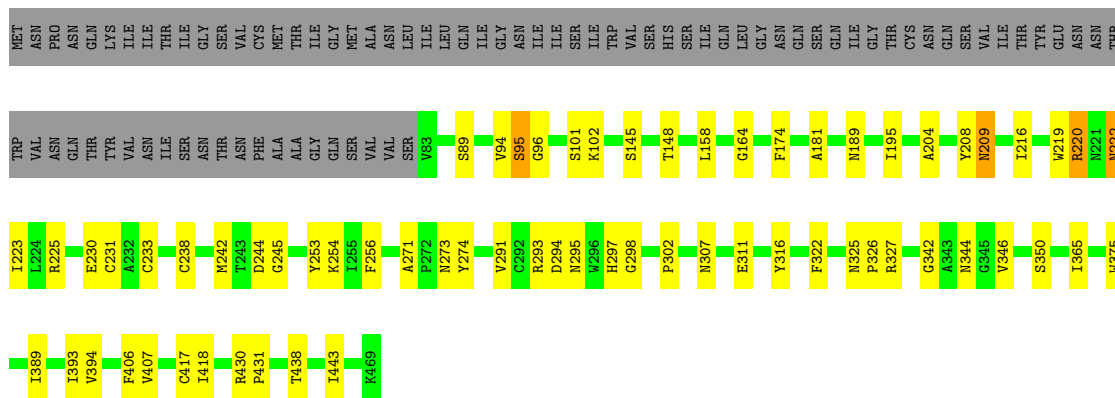 MET ASN PRO ASN GLN LYS ILE ILE THR ILE GLY SER VAL CYS MET THR ILE GLY MET ALA ASN LEU ILE LEU GLN ILE GLY ASN ILE ILE SER ILE TRP VAL SER HIS SER ILE GLN LEU GLY ASN GLN SER GLN ILE GLY THR CYS ASN GLN SER VAL ILE THR TYR GLU ASN ASN THR
TRP VAL ASN GLN THR TYR VAL ASN ILE SER ASN THR ASN PHE ALA ALA GLY GLN SER VAL VAL SER V83 S89 V94 S95 G96 S101 K102 S145 T148 L158 G164 F174 A181 N189 I195 A204 Y208 N209 I216 W219 R220 N221 N222
I223 L224 R225 E230 C231 A232 C233 C238 M242 T243 D244 G245 Y253 K254 I255 F256 A271 P272 N273 Y274 V291 C292 R293 D294 N295 W296 H297 G298 P302 N307 E311 Y316 F322 N325 P326 R327 G342 A343 N344 G345 V346 S350 I365 W375
I389 I393 V394 F406 V407 C417 I418 R430 P431 T438 I443 K469